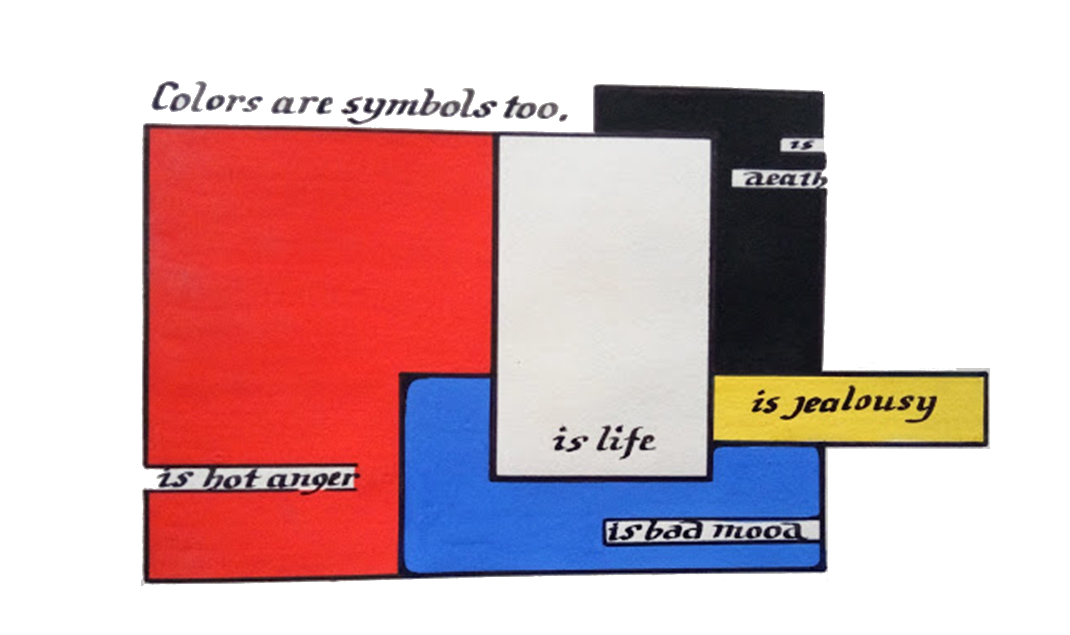 Colors are symbols too.
is
death
is jealousy
is life
is hot anger
is bad mood